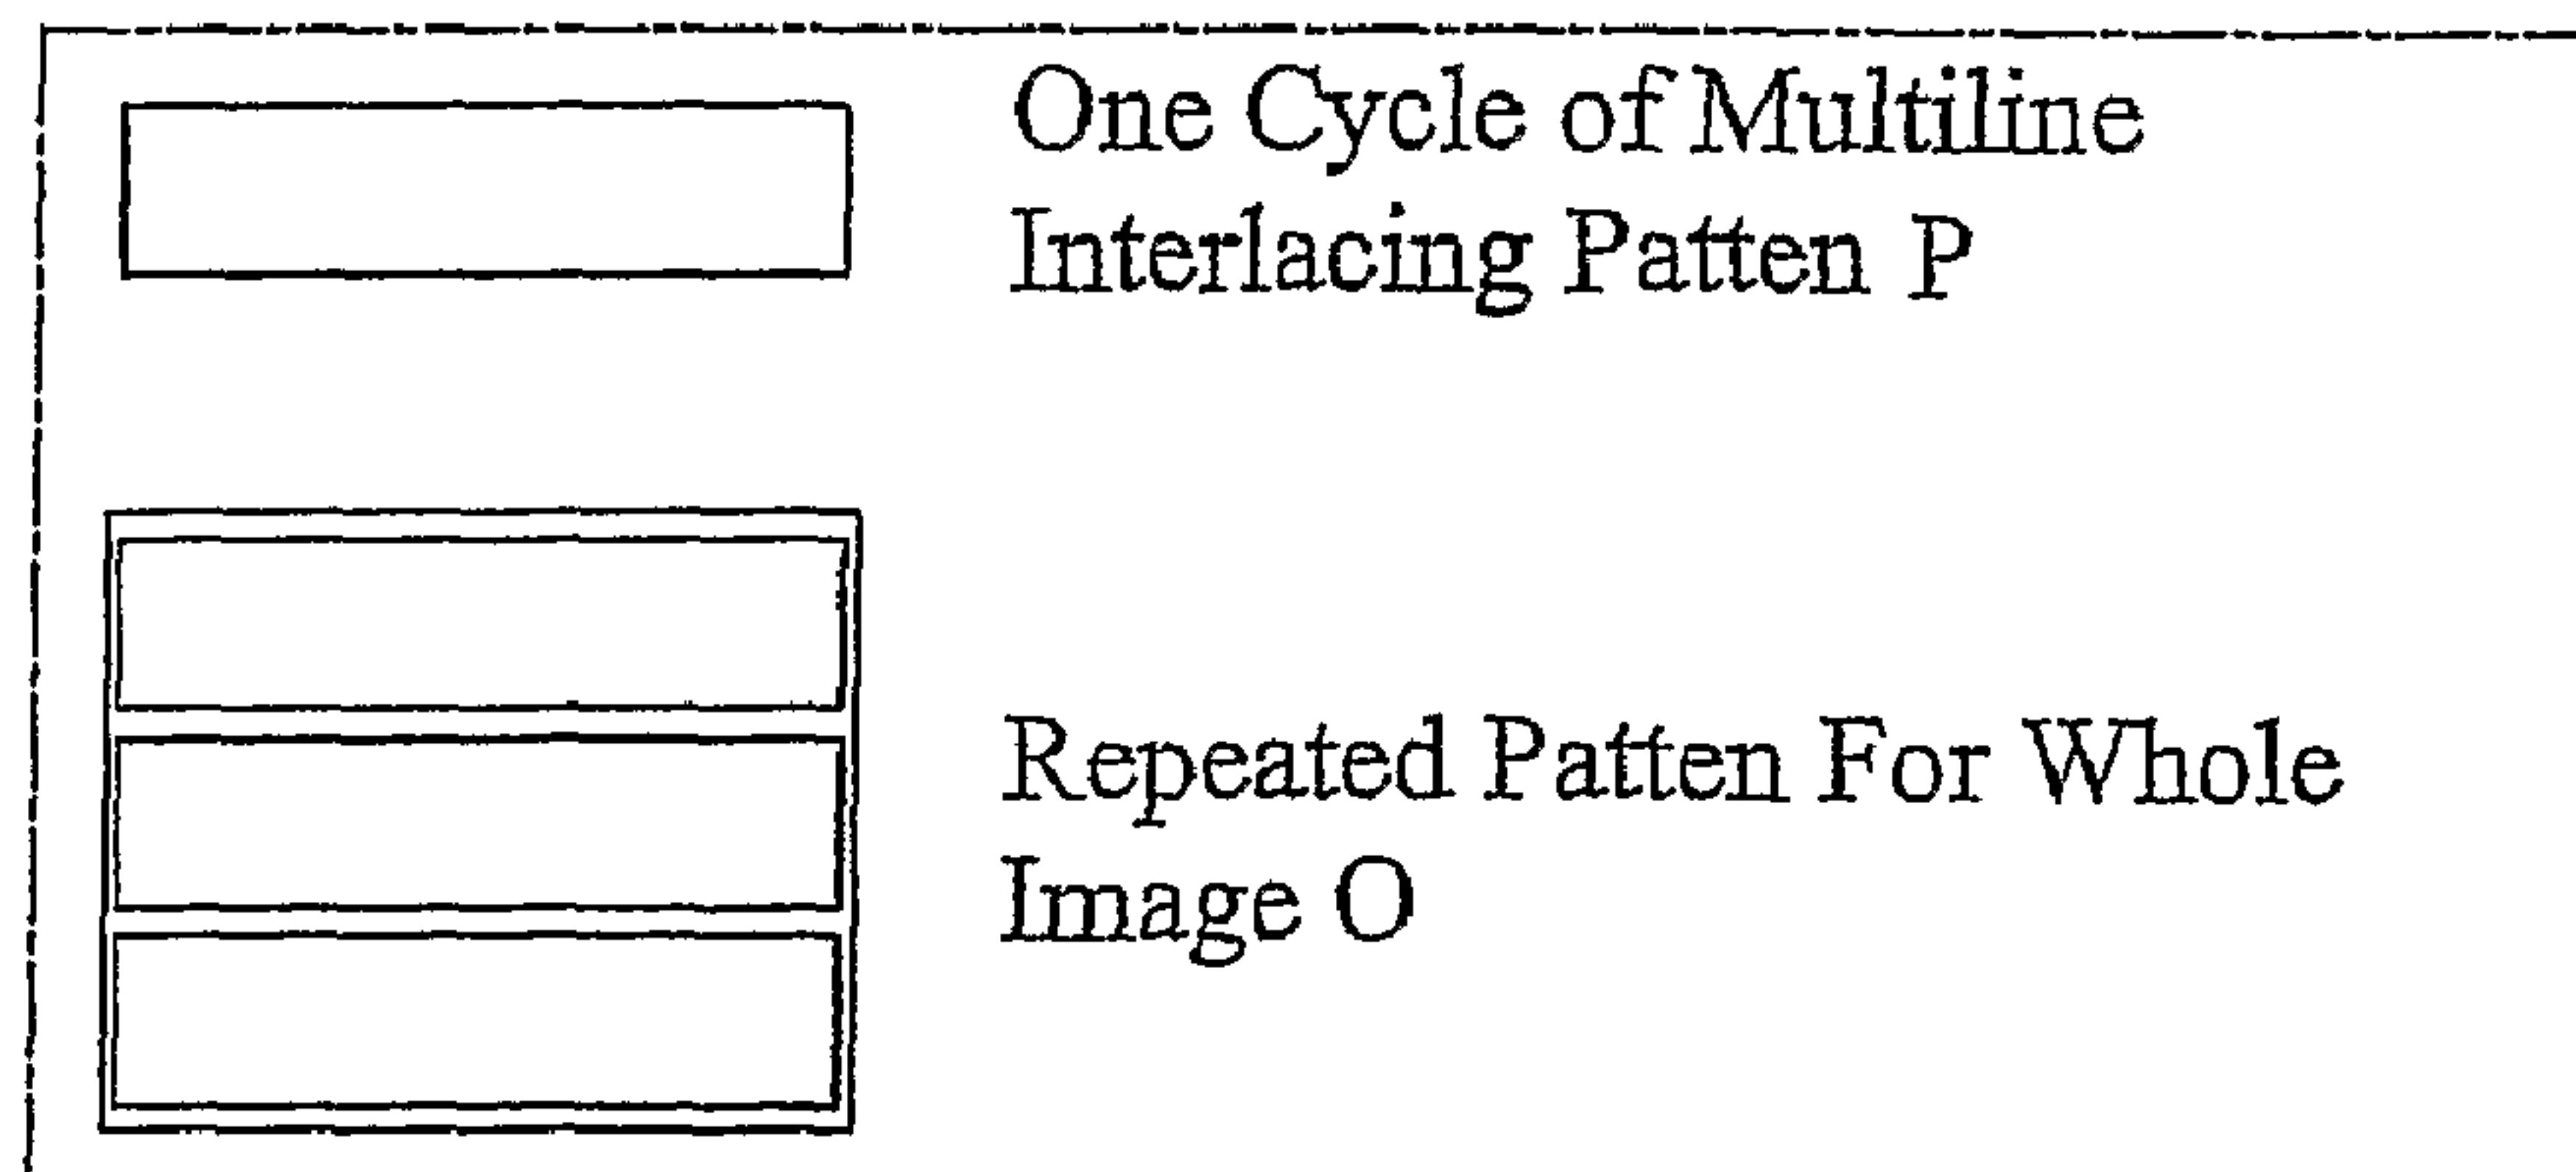 One Cycle of Multiline
Interlacing Patten P
Repeated Patten For Whole
Image O